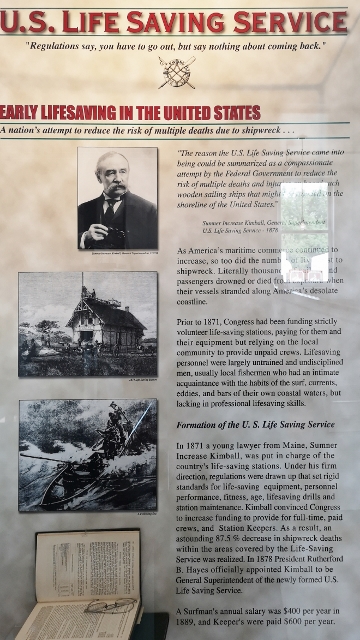 U.S. LIFE SAVING SERVICE
"Regulations say, you have to go out, but say nothing about coming back."
EARLY LIFESAVING IN THE UNITED STATES
A nation's attempt to reduce the risk of multiple deaths due to shipwreck . . .
"The reason the U.S. Life Saving Service came into
being could be summarized as a compassionate
attempt by the Federal Government to reduce the
risk of multiple deaths and
wooden sailing ships that
shoreline of the United States."
Sumner Increase Kimball,
U.S. Life Saving Service - 1878
As America's maritime commerce continued to
increase, so too did the
shipwreck. Literally and
passengers drowned or died when
their vessels stranded along America's desolate
coastline.
Prior to 1871, Congress had been funding strictly
volunteer life-saving stations, paying for them and
their equipment but relying on the local
community to provide unpaid crews. Lifesaving
personnel were largely untrained and undisciplined
men, usually local fishermen who had an intimate
acquaintance with the habits of the surf, currents,
eddies, and bars of their own coastal waters, but
lacking in professional lifesaving skills.
Formation of the U. S. Life Saving Service
In 1871 a young lawyer from Maine, Sumner
Increase Kimball, was put in charge of the
country's life-saving stations. Under his firm
direction, regulations were drawn up that set rigid
standards for life-saving equipment, personnel
performance, fitness, age, lifesaving drills and
station maintenance. Kimball convinced Congress
to increase funding to provide for full-time, paid
crews, and Station Keepers. As a result, an
astounding 87.5 % decrease in shipwreck deaths
within the areas covered by the Life-Saving
Service was realized. In 1878 President Rutherford
B. Hayes officially appointed Kimball to be
General Superintendent of the newly formed U.S.
Life Saving Service.
A Surfman's annual salary was $400 per year in
1889, and Keeper's were paid $600 per year.